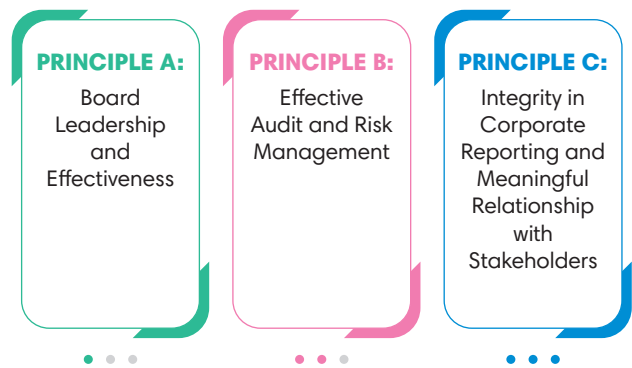 PRINCIPLE A:
Board
Leadership
and
Effectiveness
PRINCIPLE B:
Effective
Audit and Risk
Management
PRINCIPLE C:
Integrity in
Corporate
Reporting and
Meaningful
Relationship
with
Stakeholders